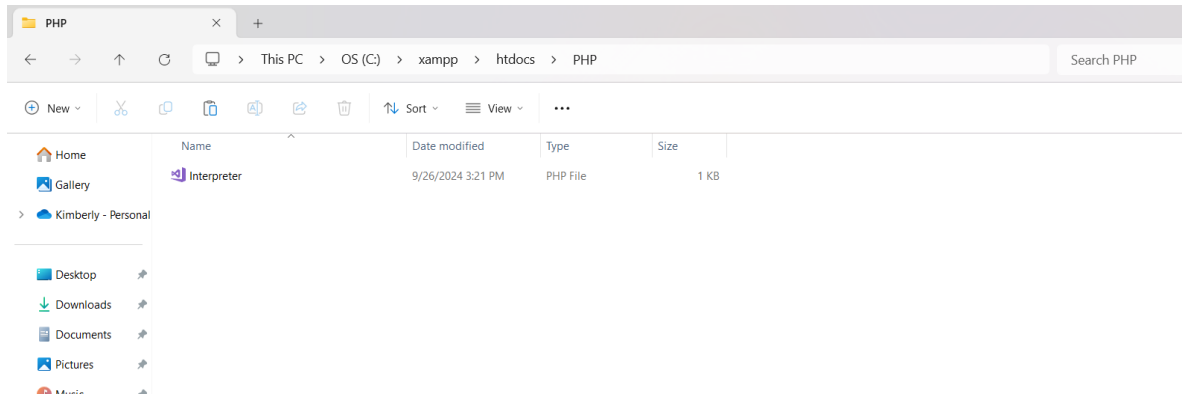 PHP
This PC > OS (C:) > xampp > htdocs > PHP
Search PHP
New
Sort
View
Name
Date modified
Type
Size
Interpreter
9/26/2024 3:21 PM
PHP File
1 KB
Home
Gallery
Kimberly - Personal
Desktop
Downloads
Documents
Pictures
Music